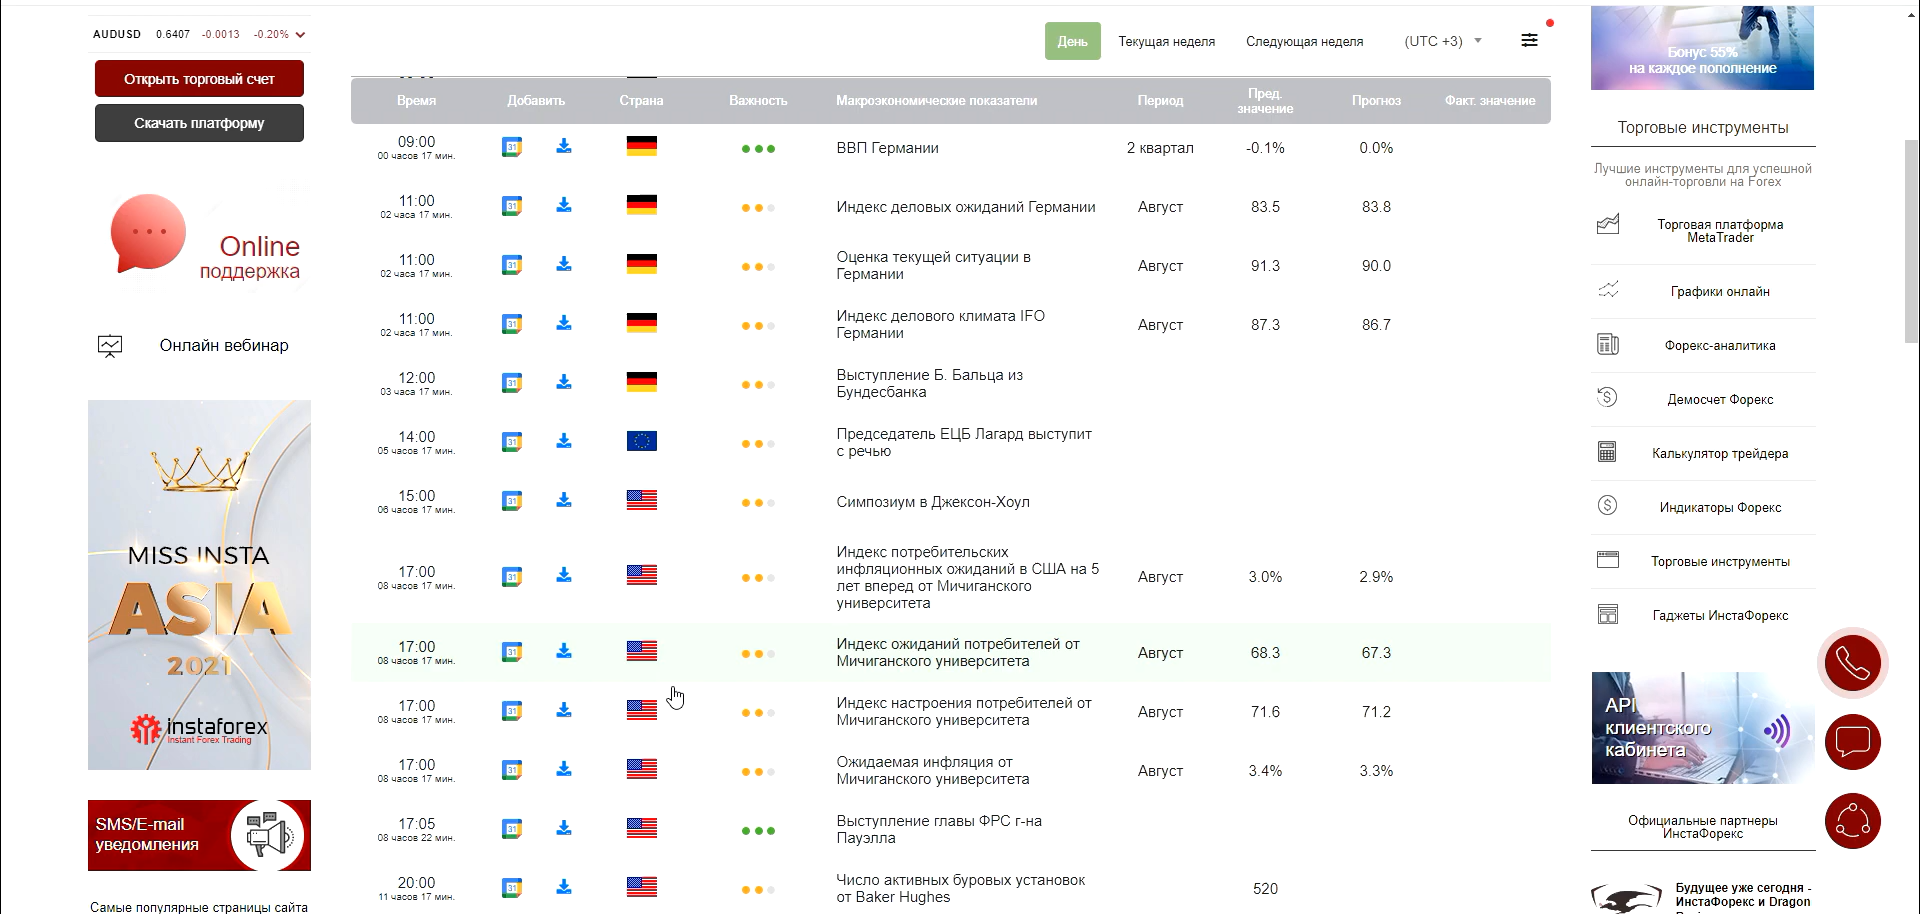 AUDUSD 0.6407 -0.0013 -0.20%
Открыть торговый счет
Скачать платформу
Online
поддержка
Онлайн вебинар
MISS INSTA
ASIA
2021
instaforex
Instant Forex Trading
SMS/E-mail
уведомления
Самые популярные страницы сайта
День Текущая неделя Следующая неделя (UTC +3)
Время Добавить Страна Важность Макроэкономические показатели Период Пред. значение Прогноз Факт. значение
09:00 31 ВВП Германии 2 квартал -0.1% 0.0%
00 часов 17 мин.
11:00 31 Индекс деловых ожиданий Германии Август 83.5 83.8
02 часа 17 мин.
11:00 31 Оценка текущей ситуации в Август 91.3 90.0
02 часа 17 мин. Германии
11:00 31 Индекс делового климата IFO Август 87.3 86.7
02 часа 17 мин. Германии
12:00 31 Выступление Б. Бальца из
03 часа 17 мин. Бундесбанка
14:00 31 Председатель ЕЦБ Лагард выступит
05 часов 17 мин. с речью
15:00 31 Симпозиум в Джексон-Хоул
06 часов 17 мин.
Индекс потребительских
17:00 31 инфляционных ожиданий в США на 5 Август 3.0% 2.9%
08 часов 17 мин. лет вперед от Мичиганского
университета
17:00 31 Индекс ожиданий потребителей от Август 68.3 67.3
08 часов 17 мин. Мичиганского университета
17:00 31 Индекс настроения потребителей от Август 71.6 71.2
08 часов 17 мин. Мичиганского университета
17:00 31 Ожидаемая инфляция от Август 3.4% 3.3%
08 часов 17 мин. Мичиганского университета
17:05 31 Выступление главы ФРС г-на
08 часов 22 мин. Пауэлла
20:00 31 Число активных буровых установок 520
11 часов 17 мин. от Baker Hughes
Бонус 55%
на каждое пополнение
Торговые инструменты
Лучшие инструменты для успешной
онлайн-торговли на Forex
Торговая платформа
MetaTrader
Графики онлайн
Форекс-аналитика
Демосчет Форекс
Калькулятор трейдера
Индикаторы Форекс
Торговые инструменты
Гаджеты ИнстаФорекс
API
клиентского
кабинета
Официальные партнеры
ИнстаФорекс
Будущее уже сегодня -
ИнстаФорекс и Dragon